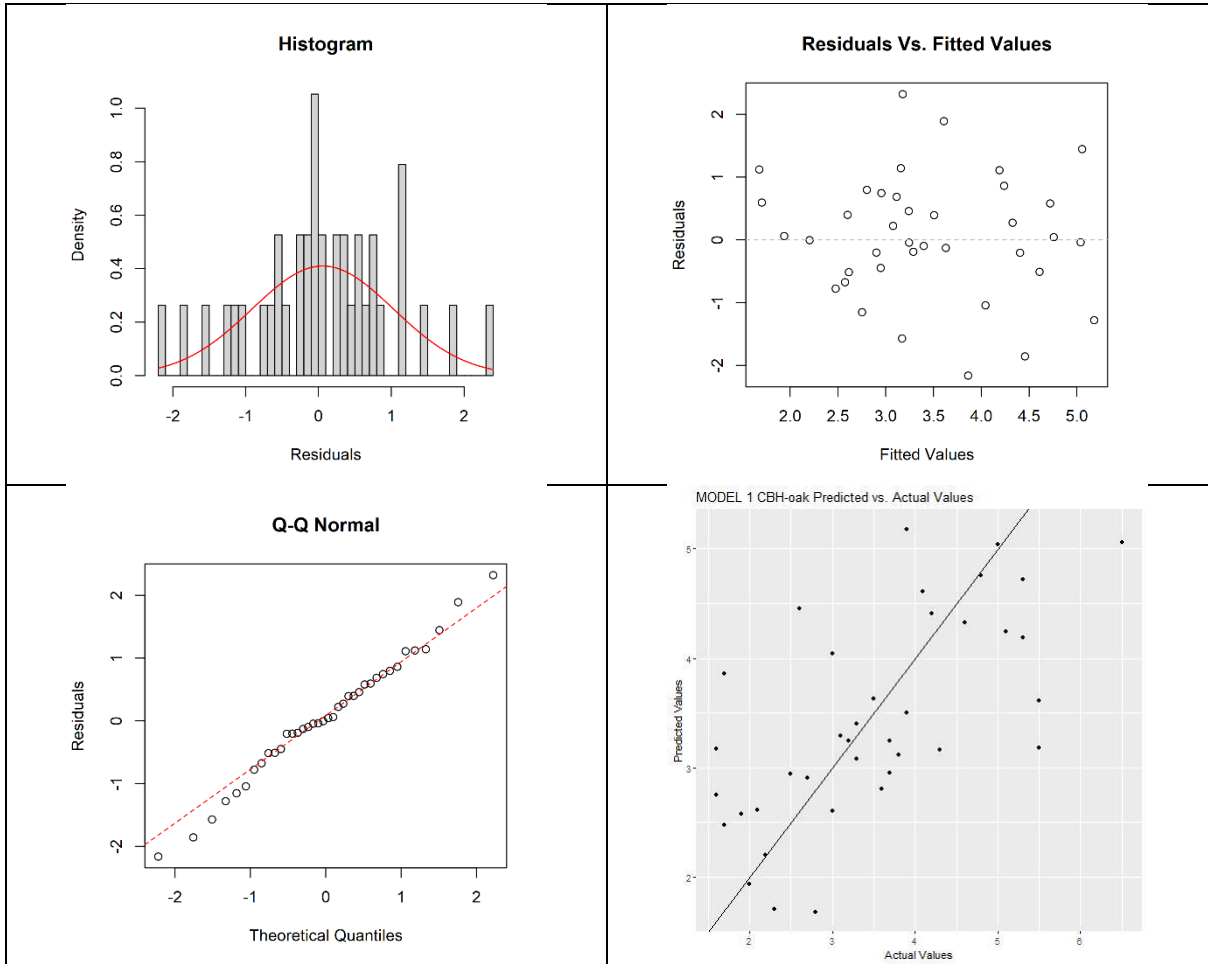 Histogram
1.0
0.8
0.6
0.4
0.2
0.0
Density
-2 -1 0 1 2
Residuals
Residuals Vs. Fitted Values
2
1
0
-1
-2
Residuals
2.0 2.5 3.0 3.5 4.0 4.5 5.0
Fitted Values
Q-Q Normal
2
1
0
-1
-2
Residuals
-2 -1 0 1 2
Theoretical Quantiles
MODEL 1 CBH-oak Predicted vs. Actual Values
5
4
3
2
Predicted Values
2 3 4 5 6
Actual Values